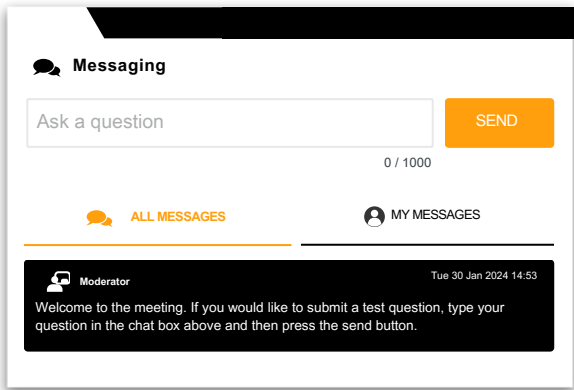 Messaging
Ask a question
SEND
0 / 1000
ALL MESSAGES
MY MESSAGES
Moderator
Tue 30 Jan 2024 14:53
Welcome to the meeting. If you would like to submit a test question, type your
question in the chat box above and then press the send button.